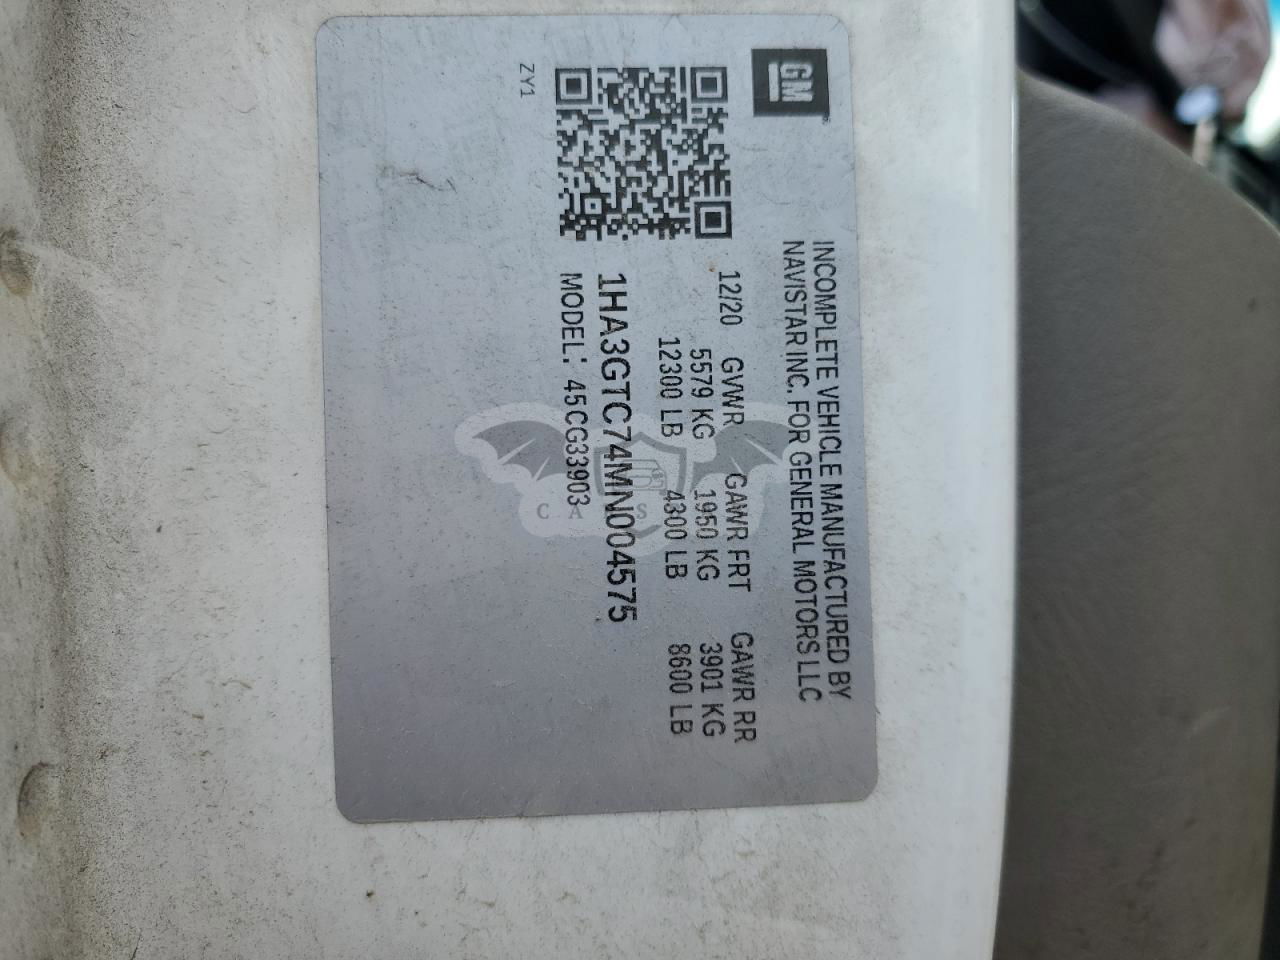 GM
INCOMPLETE VEHICLE MANUFACTURED BY
NAVISTAR INC. FOR GENERAL MOTORS LLC
12/20 GVWR GAWR FRT GAWR RR
5579 KG 1950 KG 3901 KG
12300 LB 4300 LB 8600 LB
1HA3GTC74MN004575
MODEL: 45CG33903
ZY1